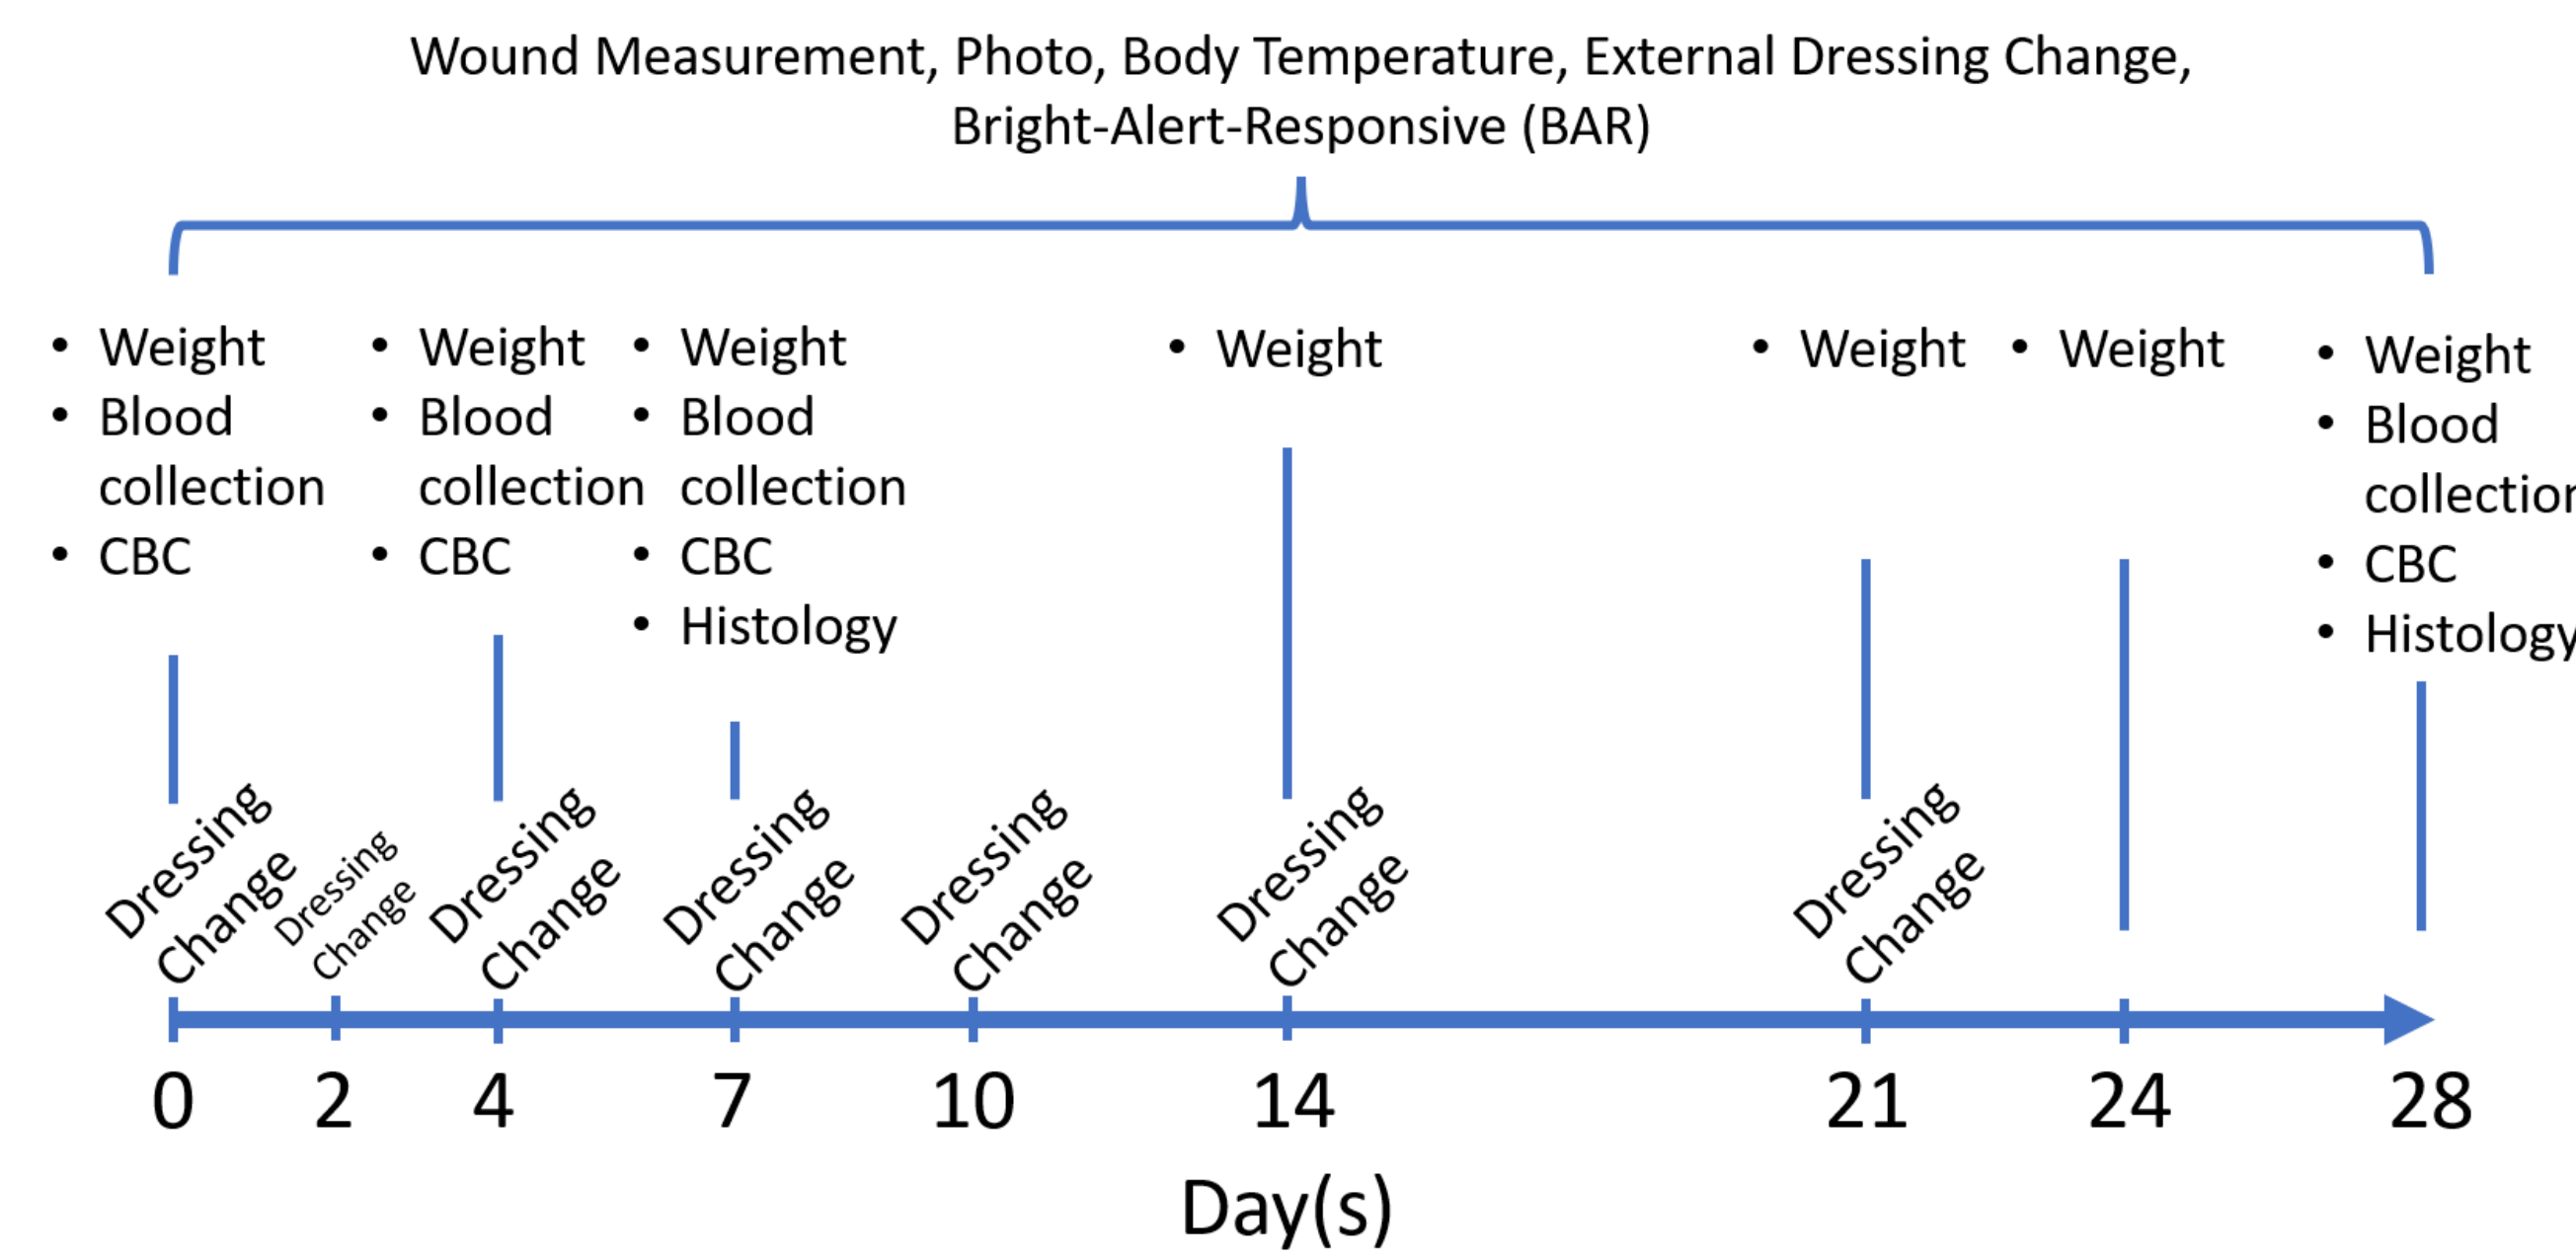 Wound Measurement, Photo, Body Temperature, External Dressing Change,
Bright-Alert-Responsive (BAR)
• Weight
• Blood
collection
• CBC
• Weight
• Blood
collection
• CBC
• Weight
• Blood
collection
• CBC
• Histology
• Weight
• Weight
• Weight
• Weight
• Blood
collection
• CBC
• Histology
Dressing
Change
Dressing
Change
Dressing
Change
Dressing
Change
Dressing
Change
Dressing
Change
Dressing
Change
0 2 4 7 10 14 21 24 28
Day(s)